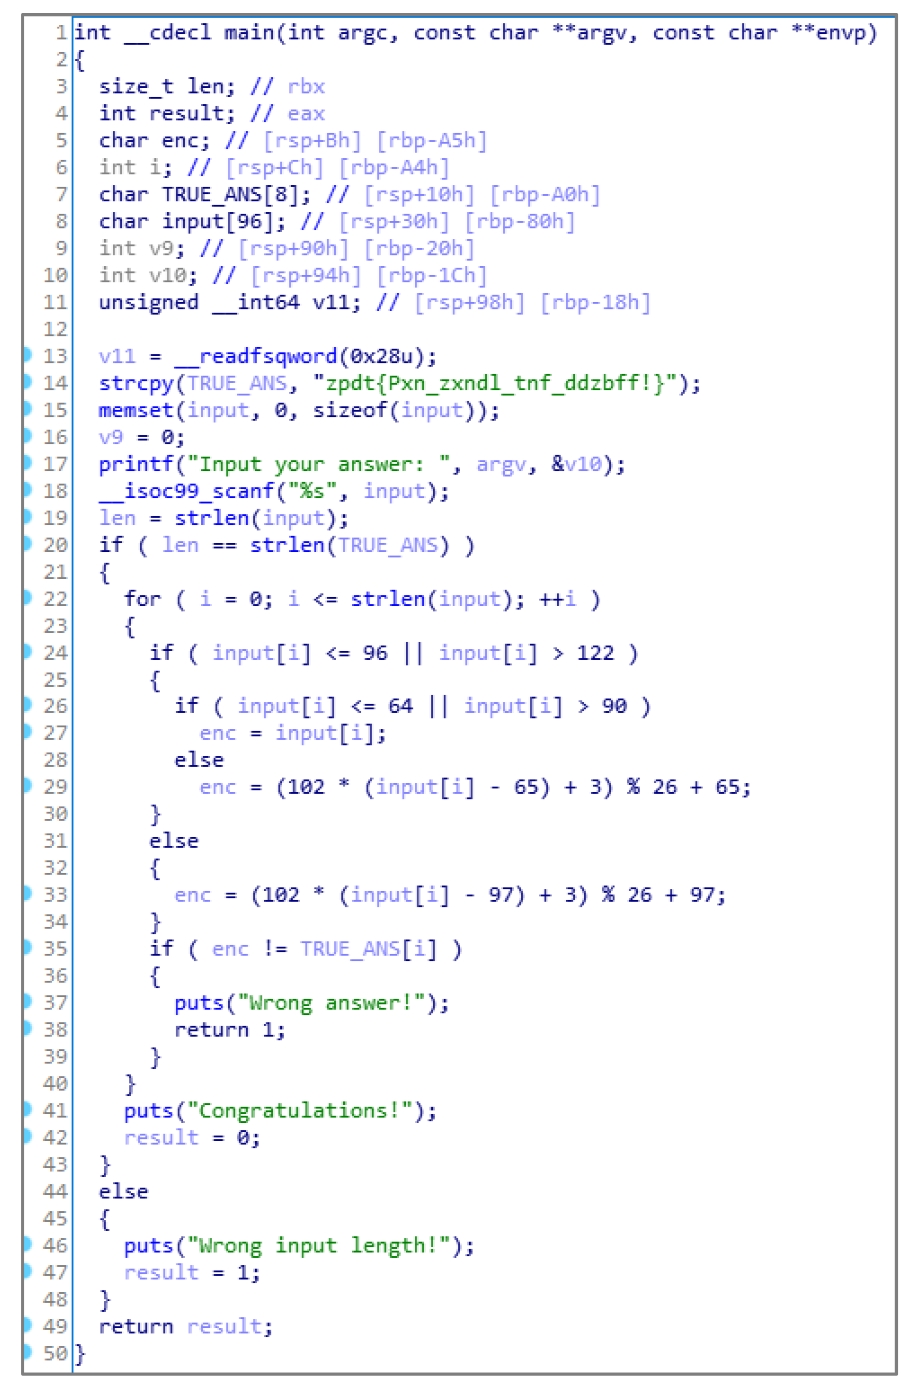 1 int __cdecl main(int argc, const char **argv, const char **envp)
2 {
3 size_t len; // rbx
4 int result; // eax
5 char enc; // [rsp+Bh] [rbp-A5h]
6 int i; // [rsp+Ch] [rbp-A4h]
7 char TRUE_ANS[8]; // [rsp+10h] [rbp-A0h]
8 char input[96]; // [rsp+30h] [rbp-80h]
9 int v9; // [rsp+90h] [rbp-20h]
10 int v10; // [rsp+94h] [rbp-1Ch]
11 unsigned __int64 v11; // [rsp+98h] [rbp-18h]
12
13 v11 = __readfsqword(0x28u);
14 strcpy(TRUE_ANS, "zpdt{Pxn_zxndl_tnf_ddzbff!}");
15 memset(input, 0, sizeof(input));
16 v9 = 0;
17 printf("Input your answer: ", argv, &v10);
18 __isoc99_scanf("%s", input);
19 len = strlen(input);
20 if ( len == strlen(TRUE_ANS) )
21 {
22 for ( i = 0; i <= strlen(input); ++i )
23 {
24 if ( input[i] <= 96 || input[i] > 122 )
25 {
26 if ( input[i] <= 64 || input[i] > 90 )
27 enc = input[i];
28 else
29 enc = (102 * (input[i] - 65) + 3) % 26 + 65;
30 }
31 else
32 {
33 enc = (102 * (input[i] - 97) + 3) % 26 + 97;
34 }
35 if ( enc != TRUE_ANS[i] )
36 {
37 puts("Wrong answer!");
38 return 1;
39 }
40 }
41 puts("Congratulations!");
42 result = 0;
43 }
44 else
45 {
46 puts("Wrong input length!");
47 result = 1;
48 }
49 return result;
50 }